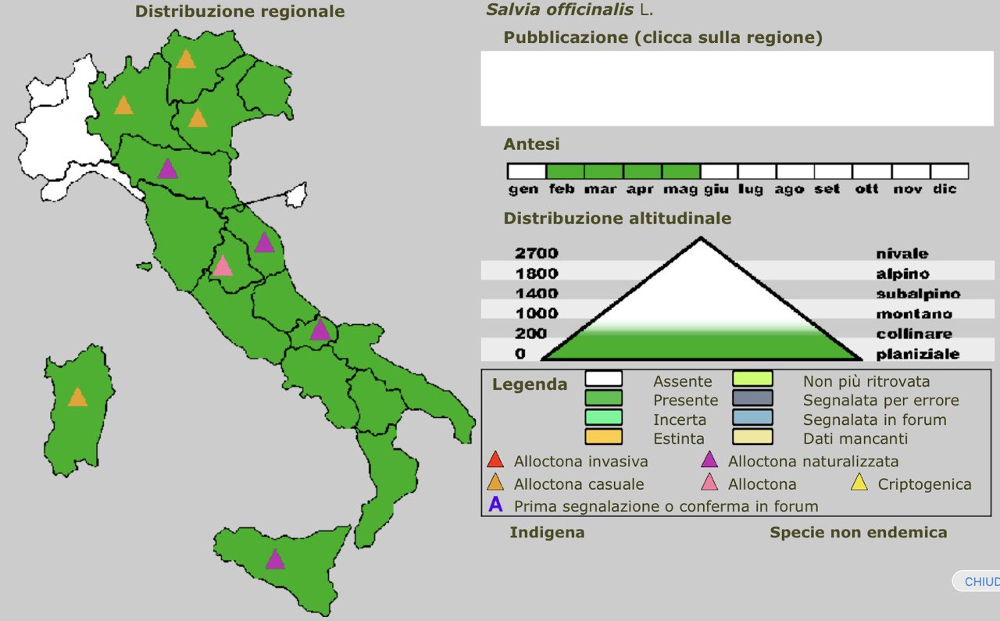 Distribuzione regionale
Salvia officinalis L.
Pubblicazione (clicca sulla regione)
Antesi
gen feb mar apr mag giu lug ago set ott nov dic
Distribuzione altitudinale
2700 nivale
1800 alpino
1400 subalpino
1000 montano
200 collinare
0 planiziale
Legenda
Assente Non più ritrovata
Presente Segnalata per errore
Incerta Segnalata in forum
Estinta Dati mancanti
Alloctona invasiva Alloctona naturalizzata
Alloctona casuale Alloctona Criptogenica
A Prima segnalazione o conferma in forum
Indigena Specie non endemica
CHIUD